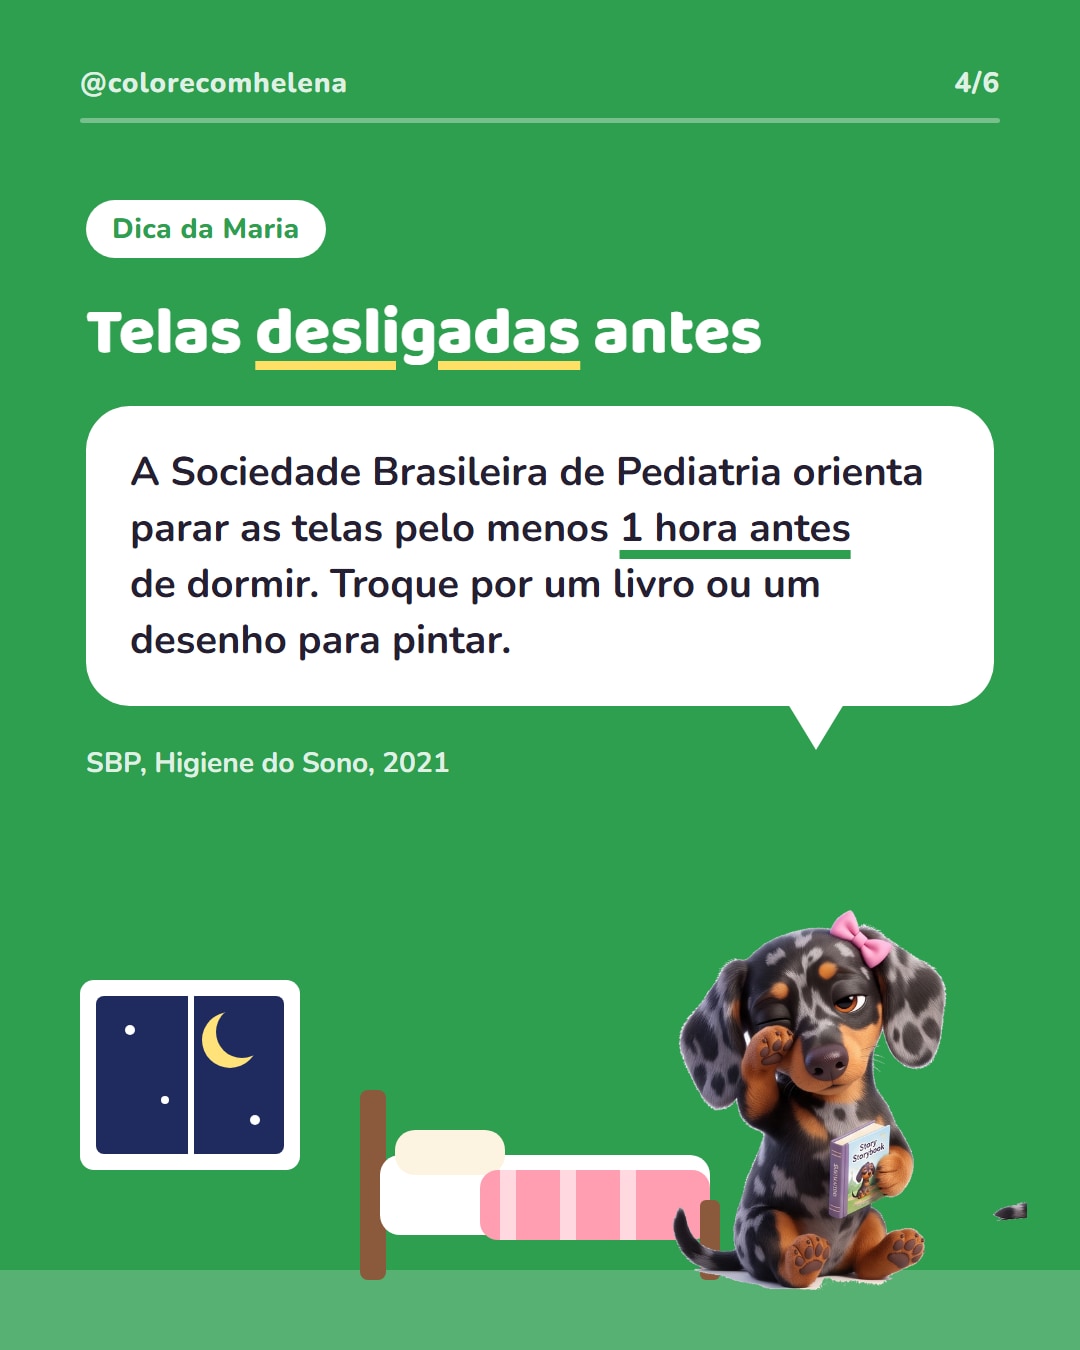 @colorecomhelena
4/6
Dica da Maria
Telas desligadas antes
A Sociedade Brasileira de Pediatria orienta
parar as telas pelo menos 1 hora antes
de dormir. Troque por um livro ou um
desenho para pintar.
SBP, Higiene do Sono, 2021
Story
Storybook